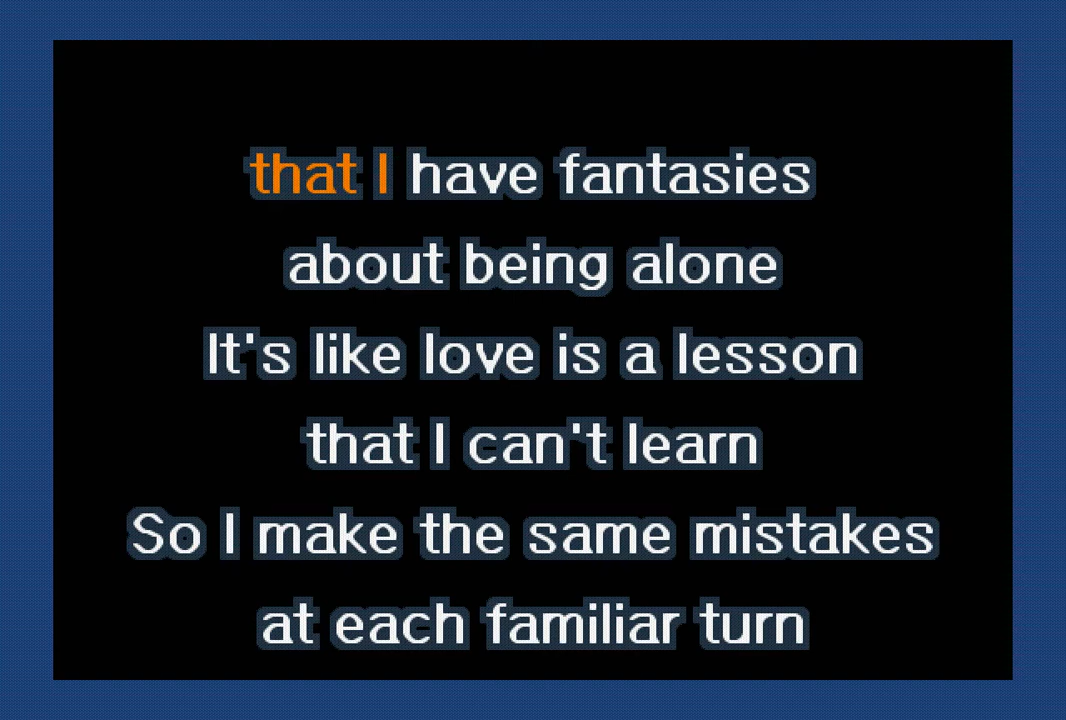 that I have fantasies
about being alone
It's like love is a lesson
that I can't learn
So I make the same mistakes
at each familiar turn